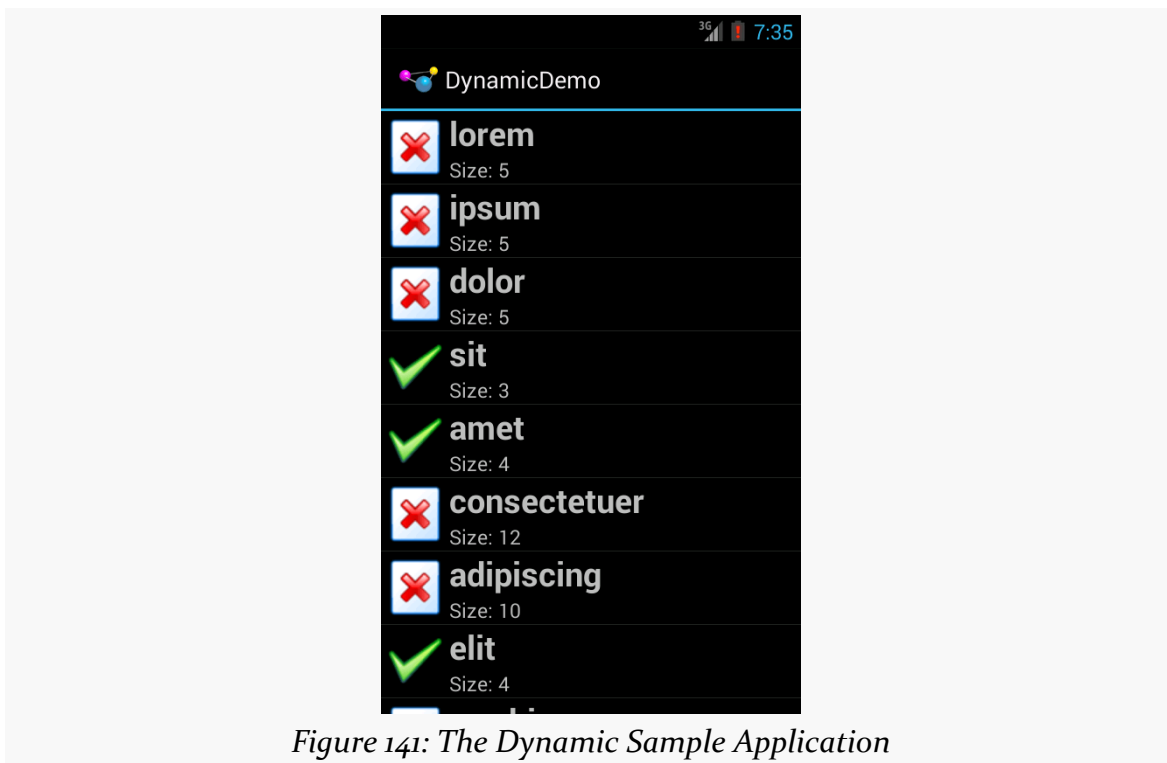 3G 7:35
DynamicDemo
lorem
Size: 5
ipsum
Size: 5
dolor
Size: 5
sit
Size: 3
amet
Size: 4
consectetuer
Size: 12
adipiscing
Size: 10
elit
Size: 4
Figure 141: The Dynamic Sample Application